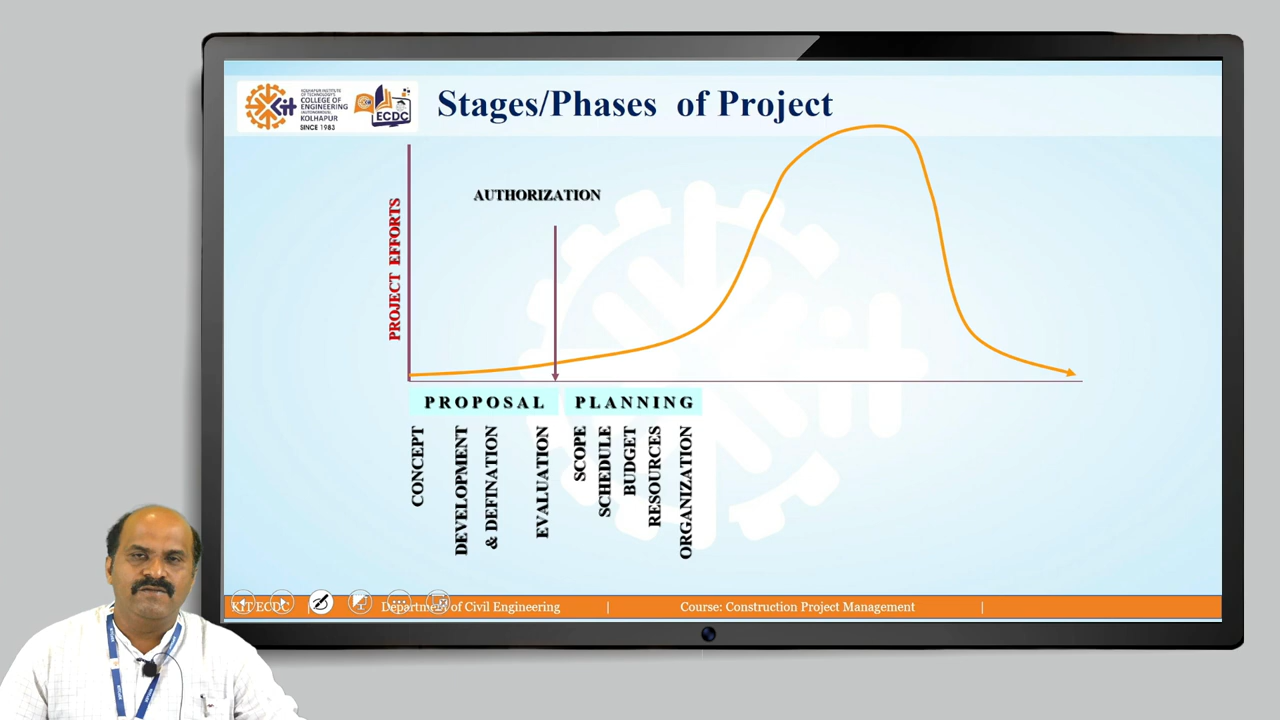 KOLHAPUR INSTITUTE
OF TECHNOLOGY'S
COLLEGE OF
ENGINEERING
(AUTONOMOUS)
KOLHAPUR
SINCE 1983
ECDC
Stages/Phases of Project
AUTHORIZATION
PROJECT EFFORTS
PROPOSAL
PLANNING
CONCEPT
DEVELOPMENT
& DEFINATION
EVALUATION
SCOPE
SCHEDULE
BUDGET
RESOURCES
ORGANIZATION
KIT ECDC | Department of Civil Engineering | Course: Construction Project Management |